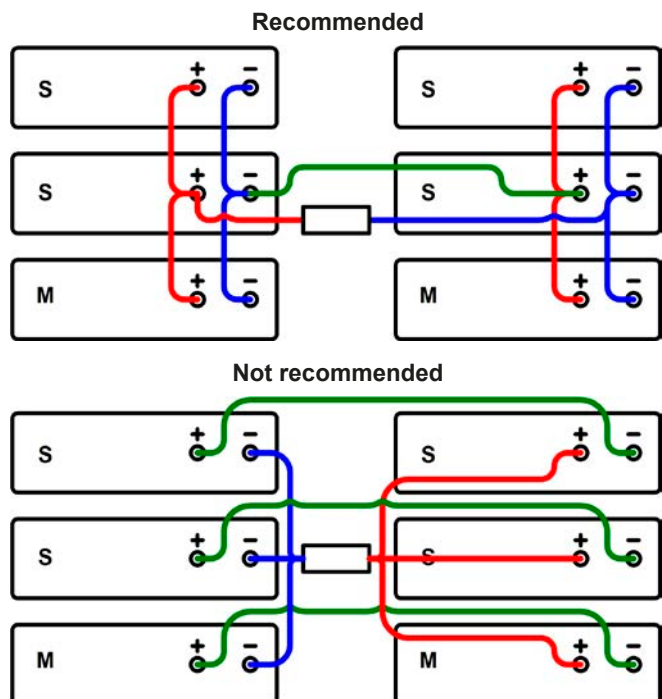 Recommended
+ − + −
S S
+ − + −
S S
+ − + −
M M
Not recommended
+ − + −
S S
+ − + −
S S
+ − + −
M M